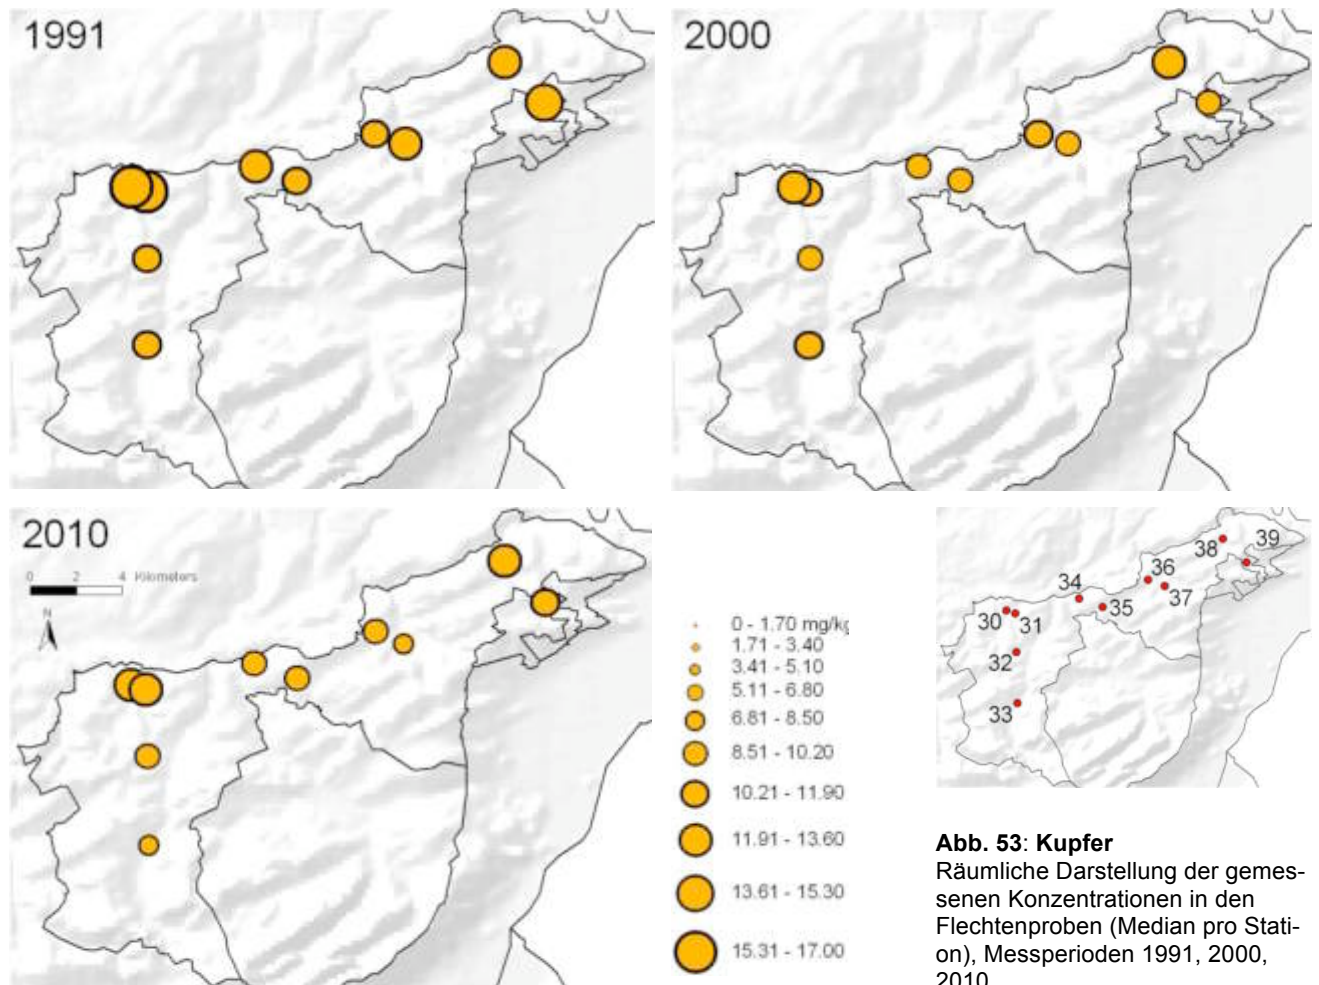 1991
2000
2010
0 2 4 Kilometers
N
0 - 1.70 mg/kg
1.71 - 3.40
3.41 - 5.10
5.11 - 6.80
6.81 - 8.50
8.51 - 10.20
10.21 - 11.90
11.91 - 13.60
13.61 - 15.30
15.31 - 17.00
38
39
36
37
34
35
30
31
32
33
Abb. 53: Kupfer
Räumliche Darstellung der gemes-
senen Konzentrationen in den
Flechtenproben (Median pro Stati-
on), Messperioden 1991, 2000,
2010